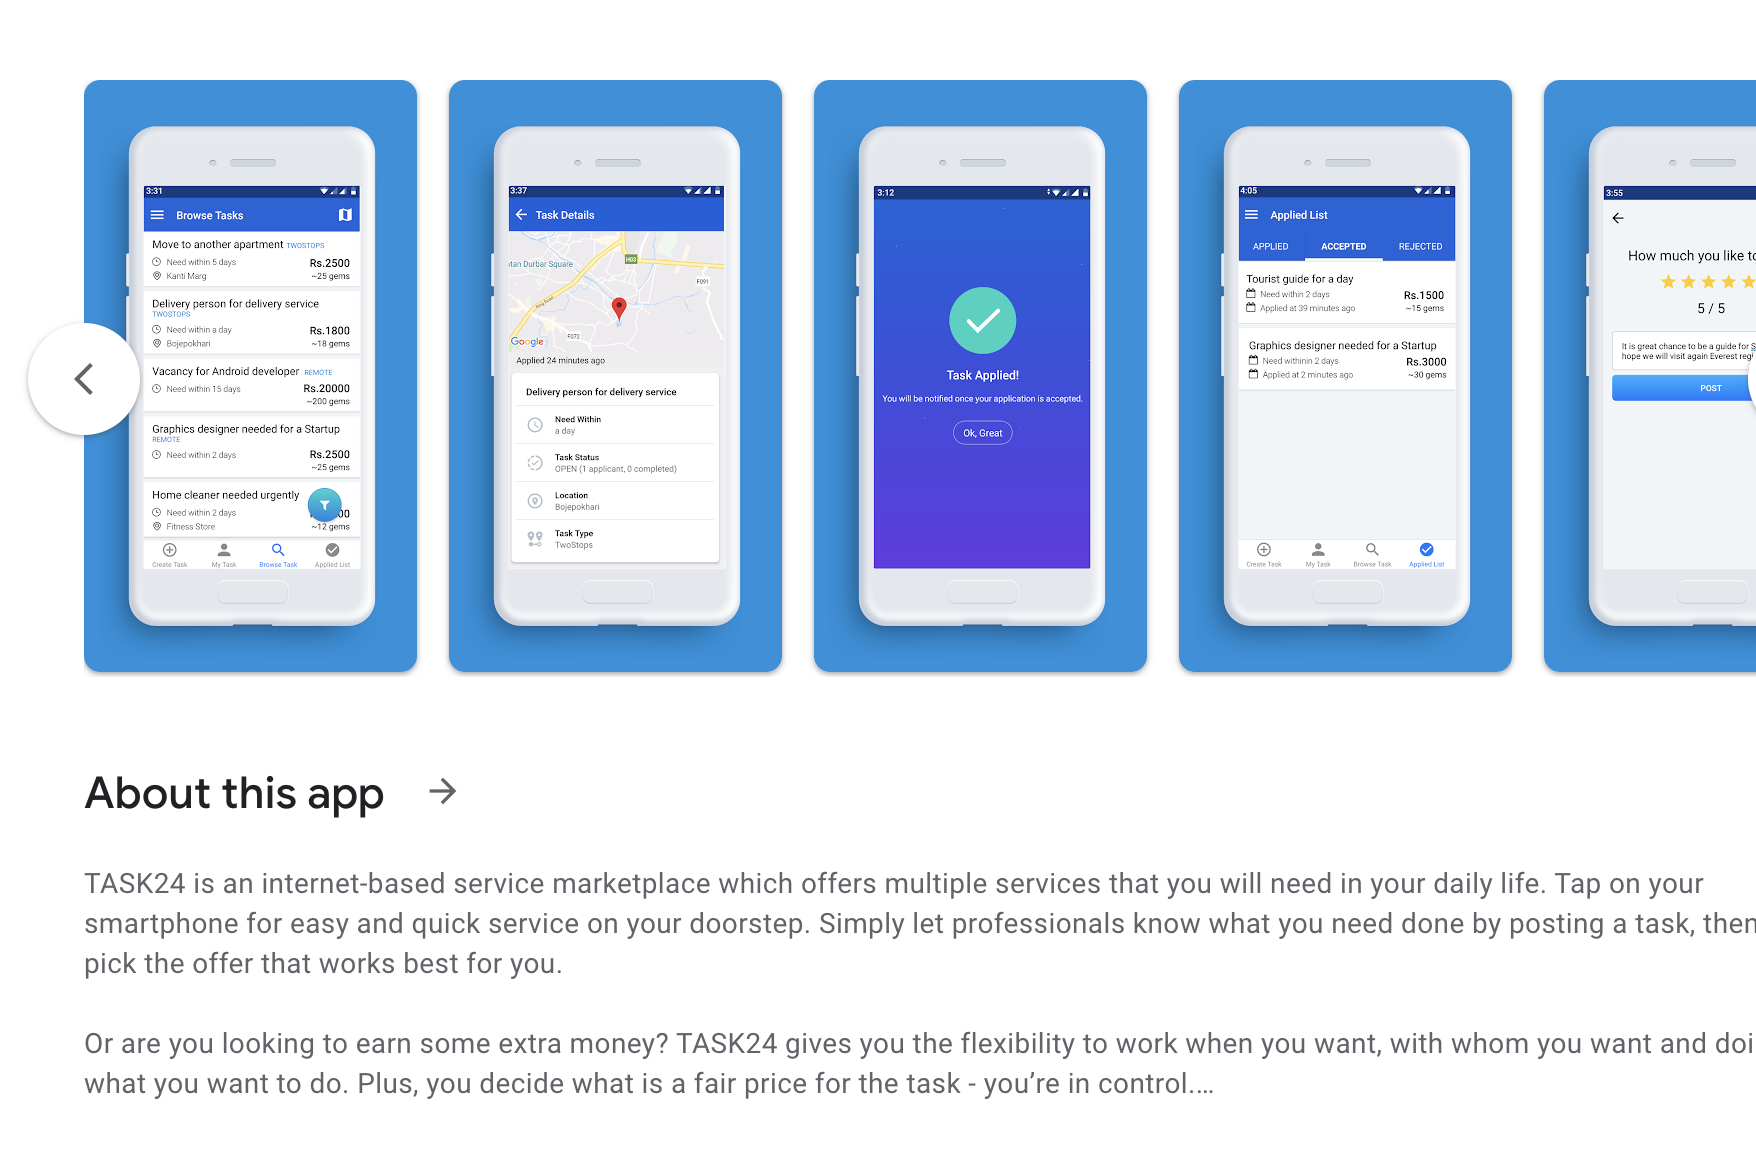 3:31
Browse Tasks
Move to another apartment TWOSTOPS
Need within 5 days
Rs.2500
Kanti Marg
~25 gems
Delivery person for delivery service
TWOSTOPS
Need within a day
Rs.1800
Bojepokhari
~18 gems
Vacancy for Android developer REMOTE
Need within 15 days
Rs.20000
~200 gems
Graphics designer needed for a Startup
REMOTE
Need within 2 days
Rs.2500
~25 gems
Home cleaner needed urgently
Need within 2 days
Fitness Store
~12 gems
Create Task My Task Browse Task Applied List
3:37
Task Details
tan Durbar Square
H03
F091
Ring Road
F072
Google
Applied 24 minutes ago
Delivery person for delivery service
Need Within
a day
Task Status
OPEN (1 applicant, 0 completed)
Location
Bojepokhari
Task Type
TwoStops
3:12
Task Applied!
You will be notified once your application is accepted.
Ok, Great
4:05
Applied List
APPLIED ACCEPTED REJECTED
Tourist guide for a day
Need within 2 days
Rs.1500
Applied at 39 minutes ago
~15 gems
Graphics designer needed for a Startup
Need withinin 2 days
Rs.3000
Applied at 2 minutes ago
~30 gems
Create Task My Task Browse Task Applied List
3:55
How much you like to
5 / 5
It is great chance to be a guide for S
hope we will visit again Everest regi
POST
About this app
TASK24 is an internet-based service marketplace which offers multiple services that you will need in your daily life. Tap on your
smartphone for easy and quick service on your doorstep. Simply let professionals know what you need done by posting a task, then
pick the offer that works best for you.
Or are you looking to earn some extra money? TASK24 gives you the flexibility to work when you want, with whom you want and doi
what you want to do. Plus, you decide what is a fair price for the task - you’re in control.…